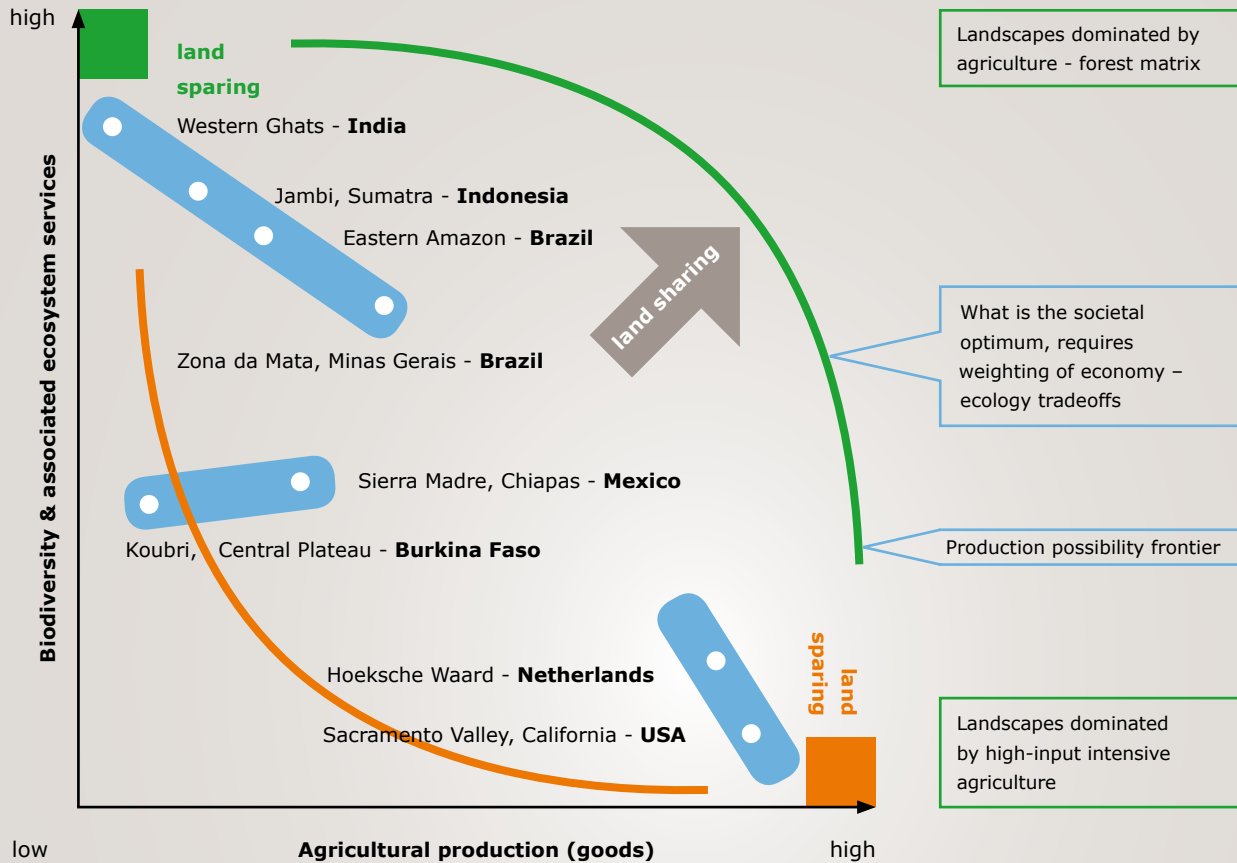 high
land
sparing
Western Ghats - India
Jambi, Sumatra - Indonesia
Eastern Amazon - Brazil
land sharing
Zona da Mata, Minas Gerais - Brazil
Sierra Madre, Chiapas - Mexico
Koubri, Central Plateau - Burkina Faso
Hoeksche Waard - Netherlands
Sacramento Valley, California - USA
land
sparing
Biodiversity & associated ecosystem services
low
Agricultural production (goods)
high
Landscapes dominated by
agriculture - forest matrix
What is the societal
optimum, requires
weighting of economy –
ecology tradeoffs
Production possibility frontier
Landscapes dominated
by high-input intensive
agriculture